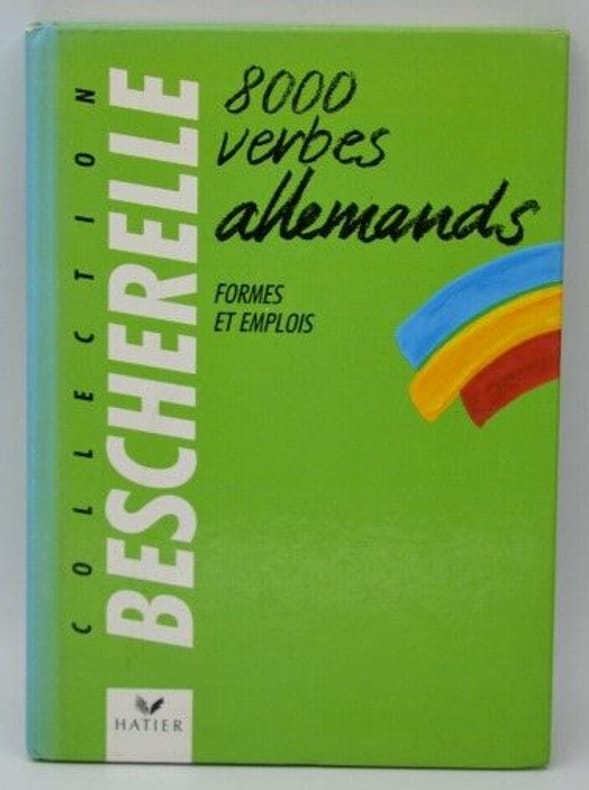 COLLECTION
BESCHERELLE
8000
verbes
allemands
FORMES
ET EMPLOIS
HATIER